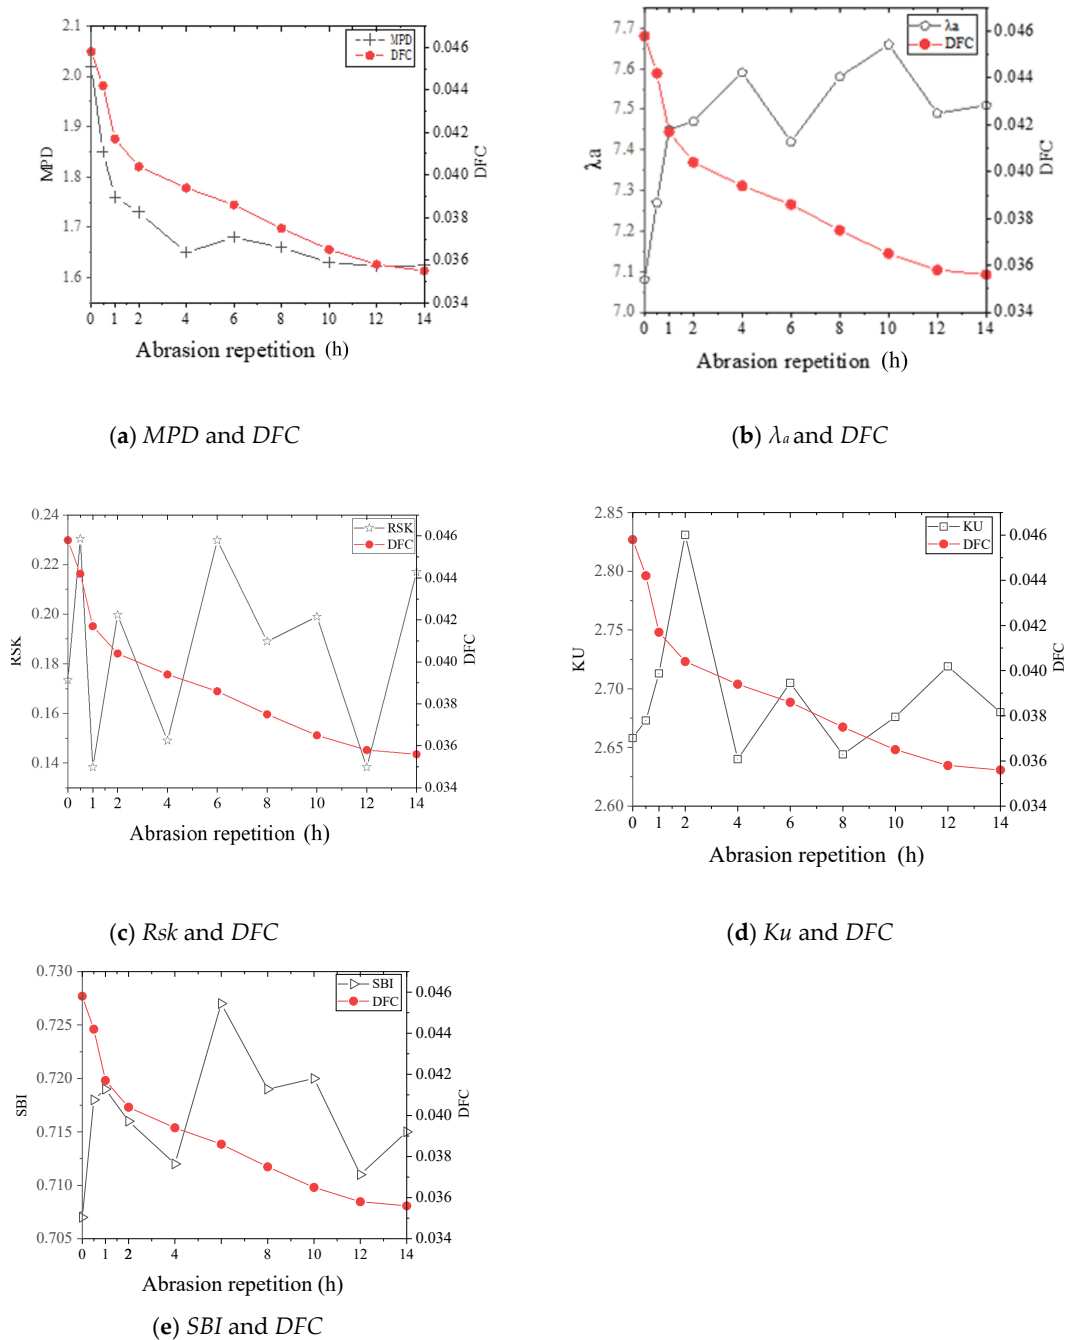 2.1
2.0
1.9
1.8
1.7
1.6
MPD
MPD
DFC
0.046
0.044
0.042
0.040
0.038
0.036
0.034
DFC
0 1 2 4 6 8 10 12 14
Abrasion repetition (h)
(a) MPD and DFC
7.7
7.6
7.5
7.4
7.3
7.2
7.1
7.0
λa
λa
DFC
0.046
0.044
0.042
0.040
0.038
0.036
0.034
DFC
0 1 2 4 6 8 10 12 14
Abrasion repetition (h)
(b) λa and DFC
0.24
0.22
0.20
0.18
0.16
0.14
RSK
RSK
DFC
0.046
0.044
0.042
0.040
0.038
0.036
0.034
DFC
0 1 2 4 6 8 10 12 14
Abrasion repetition (h)
(c) Rsk and DFC
2.85
2.80
2.75
2.70
2.65
2.60
KU
KU
DFC
0.046
0.044
0.042
0.040
0.038
0.036
0.034
DFC
0 1 2 4 6 8 10 12 14
Abrasion repetition (h)
(d) Ku and DFC
0.730
0.725
0.720
0.715
0.710
0.705
SBI
SBI
DFC
0.046
0.044
0.042
0.040
0.038
0.036
0.034
DFC
0 1 2 4 6 8 10 12 14
Abrasion repetition (h)
(e) SBI and DFC